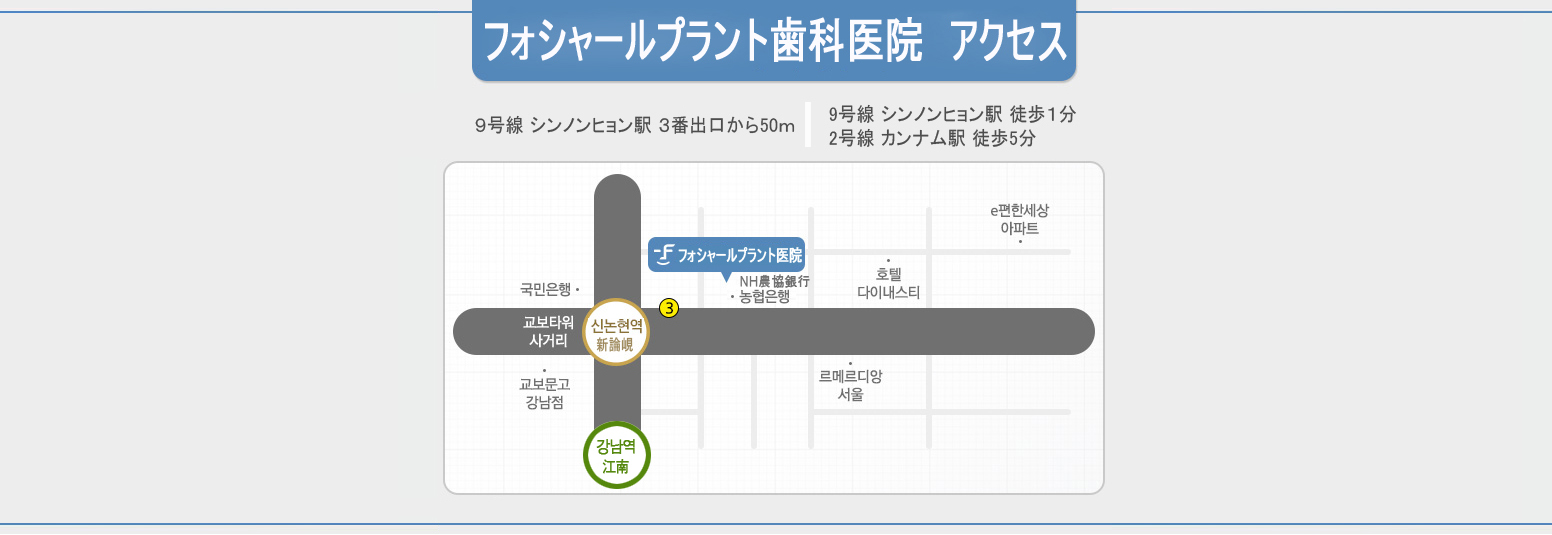 フォシャールプラント歯科医院　アクセス
９号線 シンノンヒョン駅 ３番出口から50ｍ
9号線 シンノンヒョン駅 徒歩１分
2号線 カンナム駅 徒歩5分
e편한세상
아파트
フォシャールプラント医院
호텔
다이내스티
NH農協銀行
농협은행
국민은행
3
교보타워
사거리
신논현역
新論峴
르메르디앙
서울
교보문고
강남점
강남역
江南